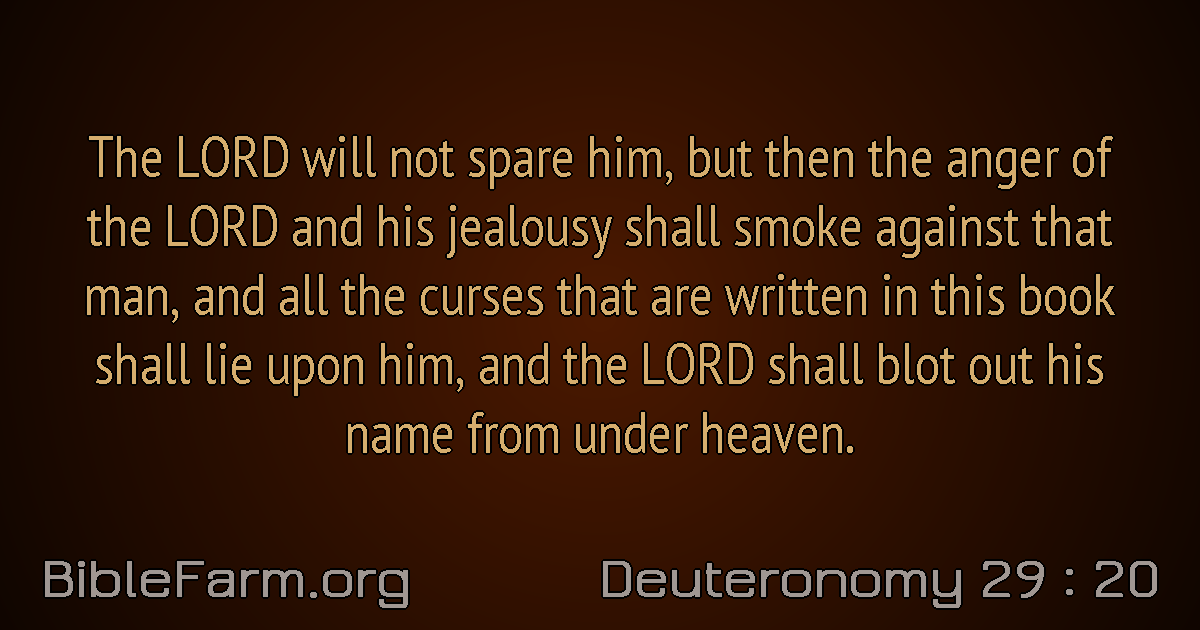 The LORD will not spare him, but then the anger of
the LORD and his jealousy shall smoke against that
man, and all the curses that are written in this book
shall lie upon him, and the LORD shall blot out his
name from under heaven.
BibleFarm.org
Deuteronomy 29 : 20